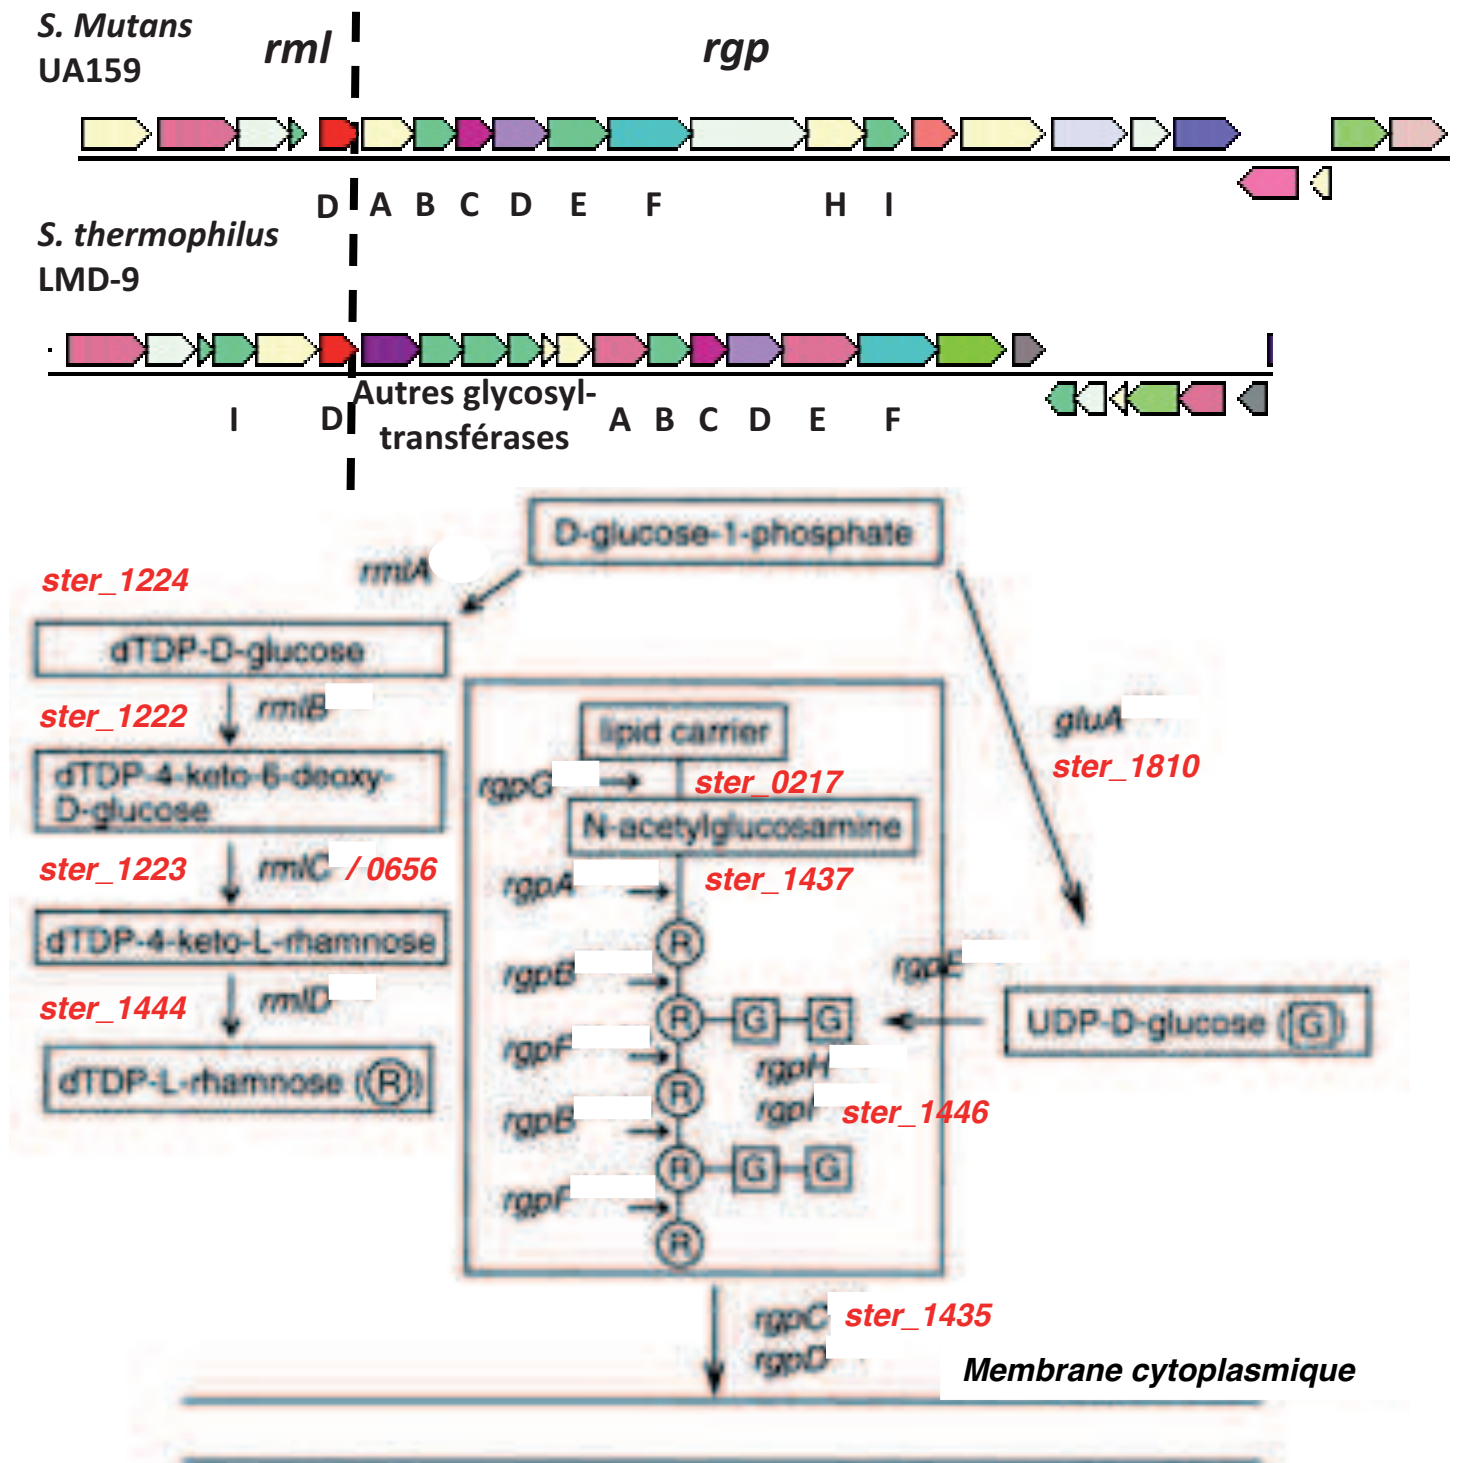 S. Mutans
UA159
rml
rgp
D A B C D E F H I
S. thermophilus
LMD-9
Autres glycosyl-
transférases
I D A B C D E F
D-glucose-1-phosphate
rmlA
ster_1224
dTDP-D-glucose
ster_1222
rmlB
dTDP-4-keto-6-deoxy-
D-glucose
ster_1223
rmlC / 0656
dTDP-4-keto-L-rhamnose
ster_1444
rmlD
dTDP-L-rhamnose (R)
lipid carrier
rgpG
ster_0217
N-acetylglucosamine
rgpA
ster_1437
R
rgpB
R G G
rgpF
R
rgpB
R G G
rgpF
R
gluA
ster_1810
rgpE
UDP-D-glucose (G)
rgpH
rgpI
ster_1446
rgpC ster_1435
rgpD
Membrane cytoplasmique